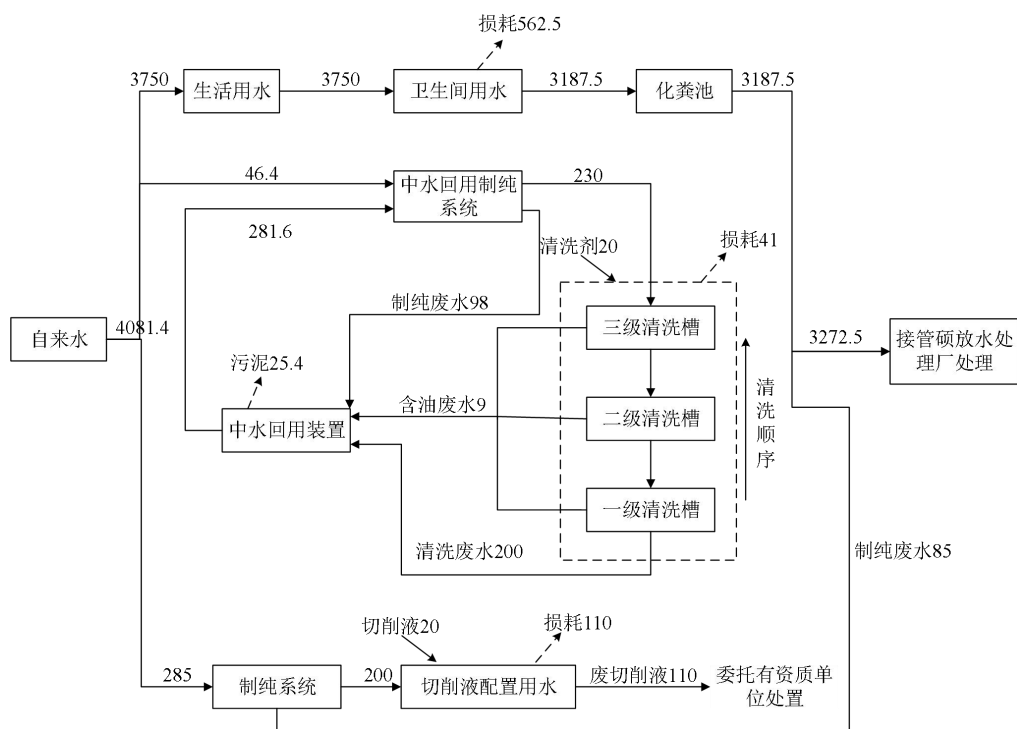 损耗562.5
3750
生活用水
3750
卫生间用水
3187.5
化粪池
3187.5
46.4
中水回用制纯
系统
230
281.6
清洗剂20
损耗41
制纯废水98
三级清洗槽
自来水
4081.4
3272.5
接管硕放水处
理厂处理
污泥25.4
中水回用装置
含油废水9
二级清洗槽
清洗顺序
一级清洗槽
清洗废水200
制纯废水85
切削液20
损耗110
285
制纯系统
200
切削液配置用水
废切削液110
委托有资质单
位处置